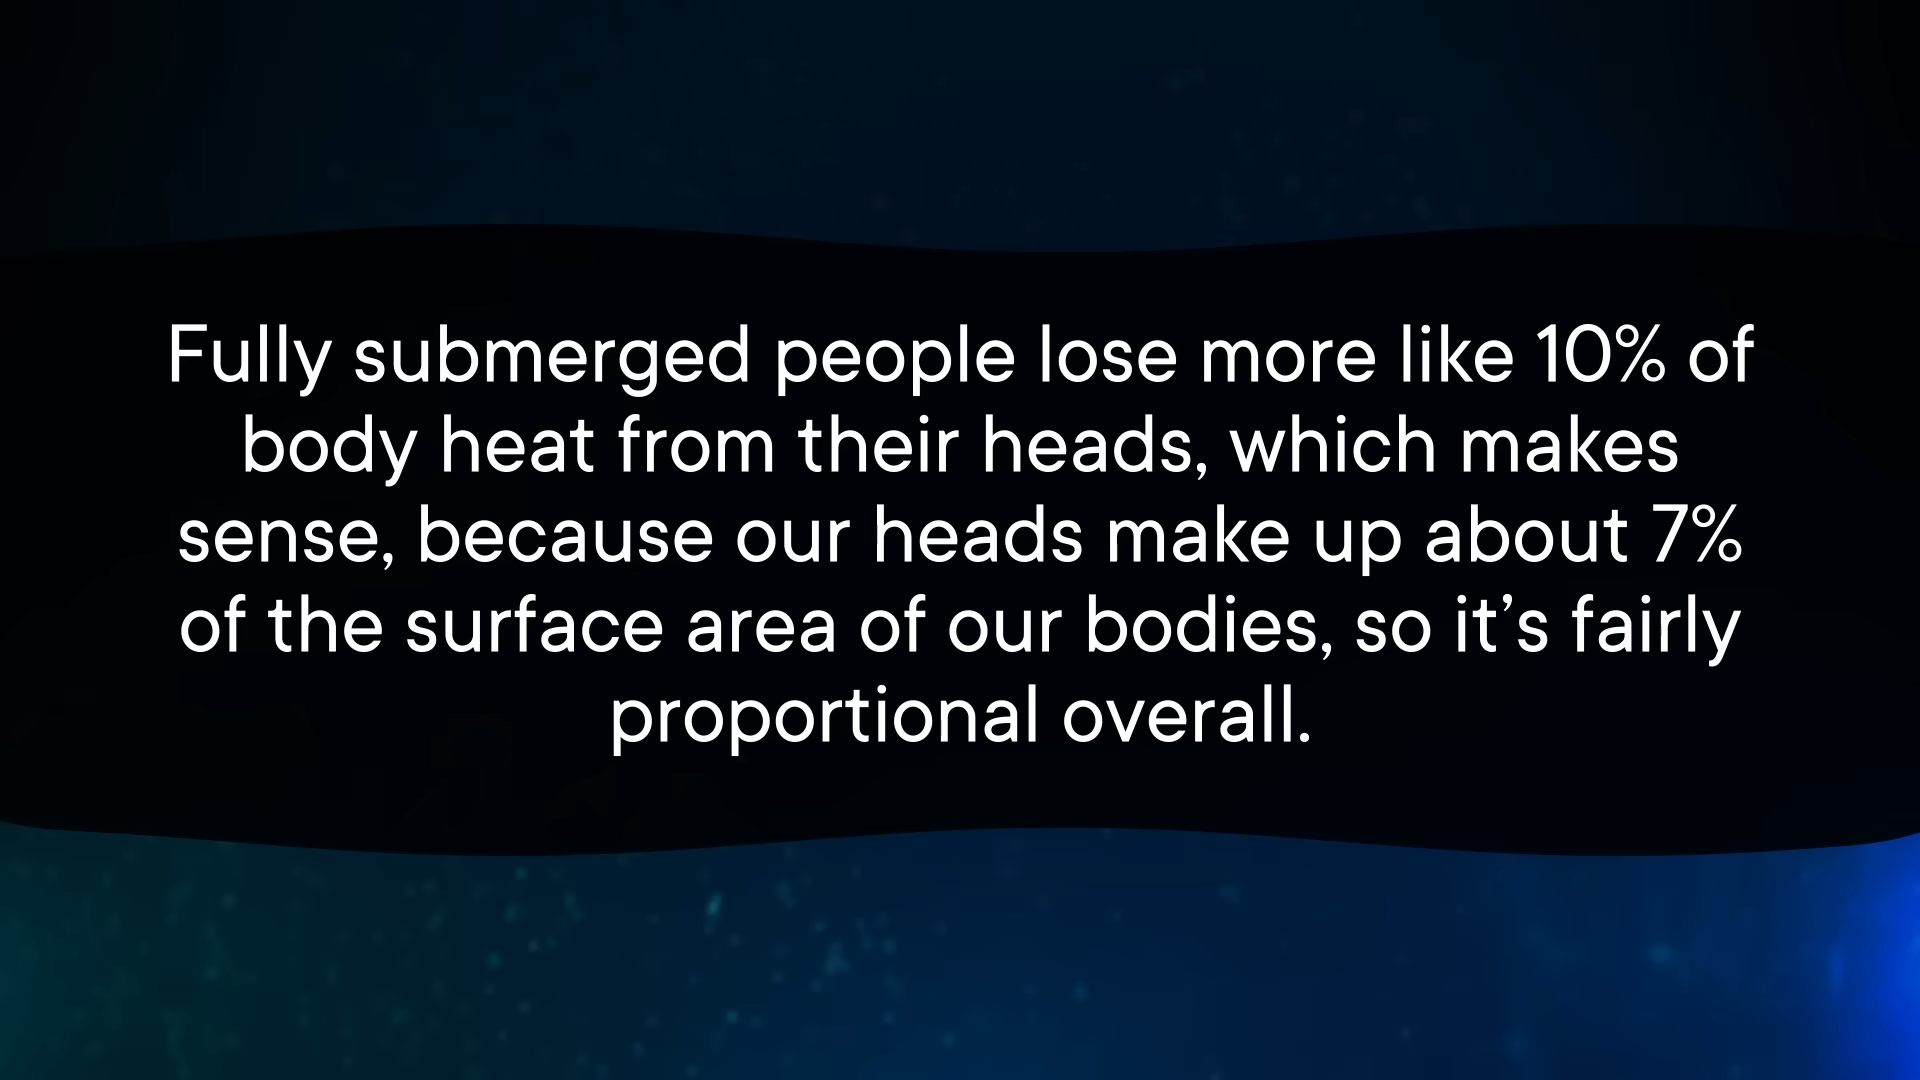 Fully submerged people lose more like 10% of
body heat from their heads, which makes
sense, because our heads make up about 7%
of the surface area of our bodies, so it’s fairly
proportional overall.